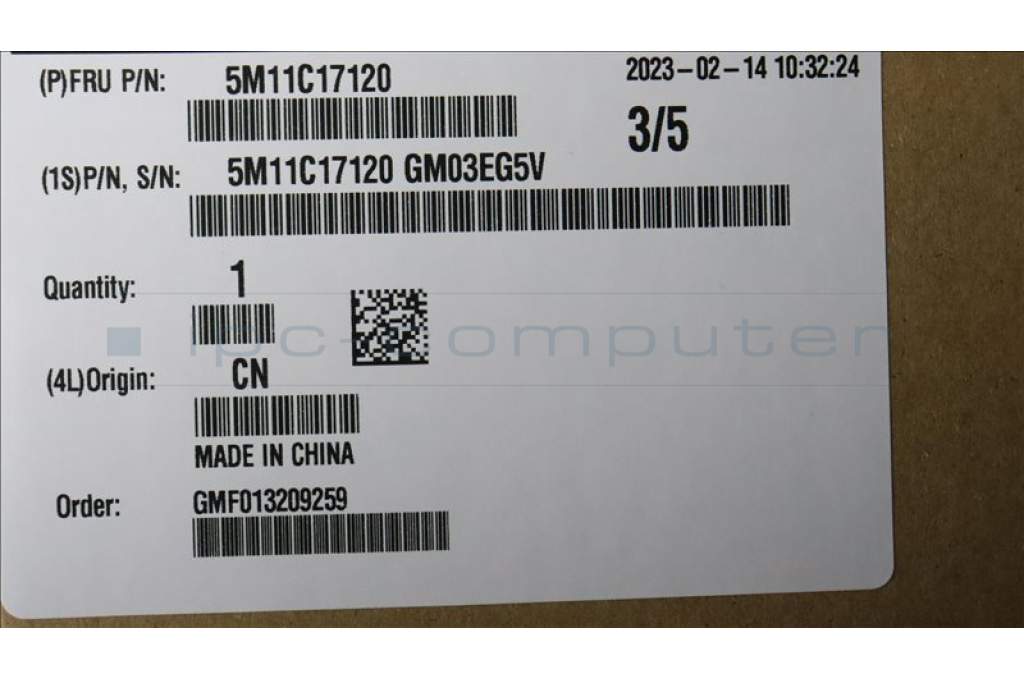 (P)FRU P/N: 5M11C17120 2023-02-14 10:32:24
3/5
(1S)P/N, S/N: 5M11C17120 GM03EG5V
Quantity: 1
ipc-computer
(4L)Origin: CN
MADE IN CHINA
Order: GMF013209259